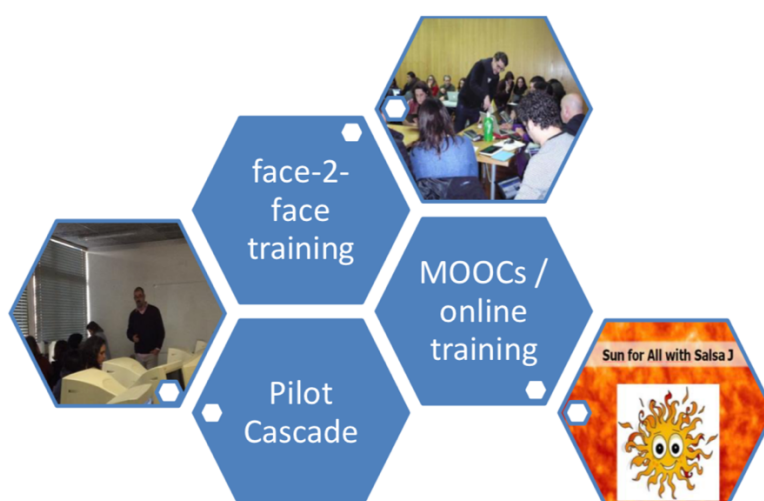 face-2-
face
training
MOOCs /
online
training
Sun for All with Salsa J
Pilot
Cascade